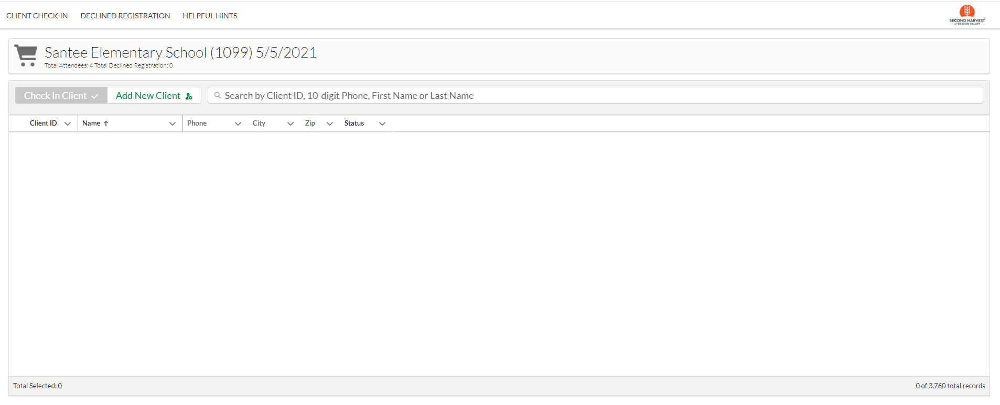 CLIENT CHECK-IN DECLINED REGISTRATION HELPFUL HINTS
SECOND HARVEST
of SILICON VALLEY
Santee Elementary School (1099) 5/5/2021
Total Attendees: 4 Total Declined Registration: 0
Check In Client Add New Client Search by Client ID, 10-digit Phone, First Name or Last Name
Client ID Name Phone City Zip Status
Total Selected: 0 0 of 3,760 total records